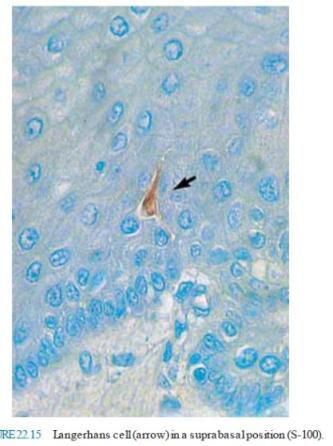 RE 22.15 Langerhans cell (arrow) in a suprabasal position (S-100).